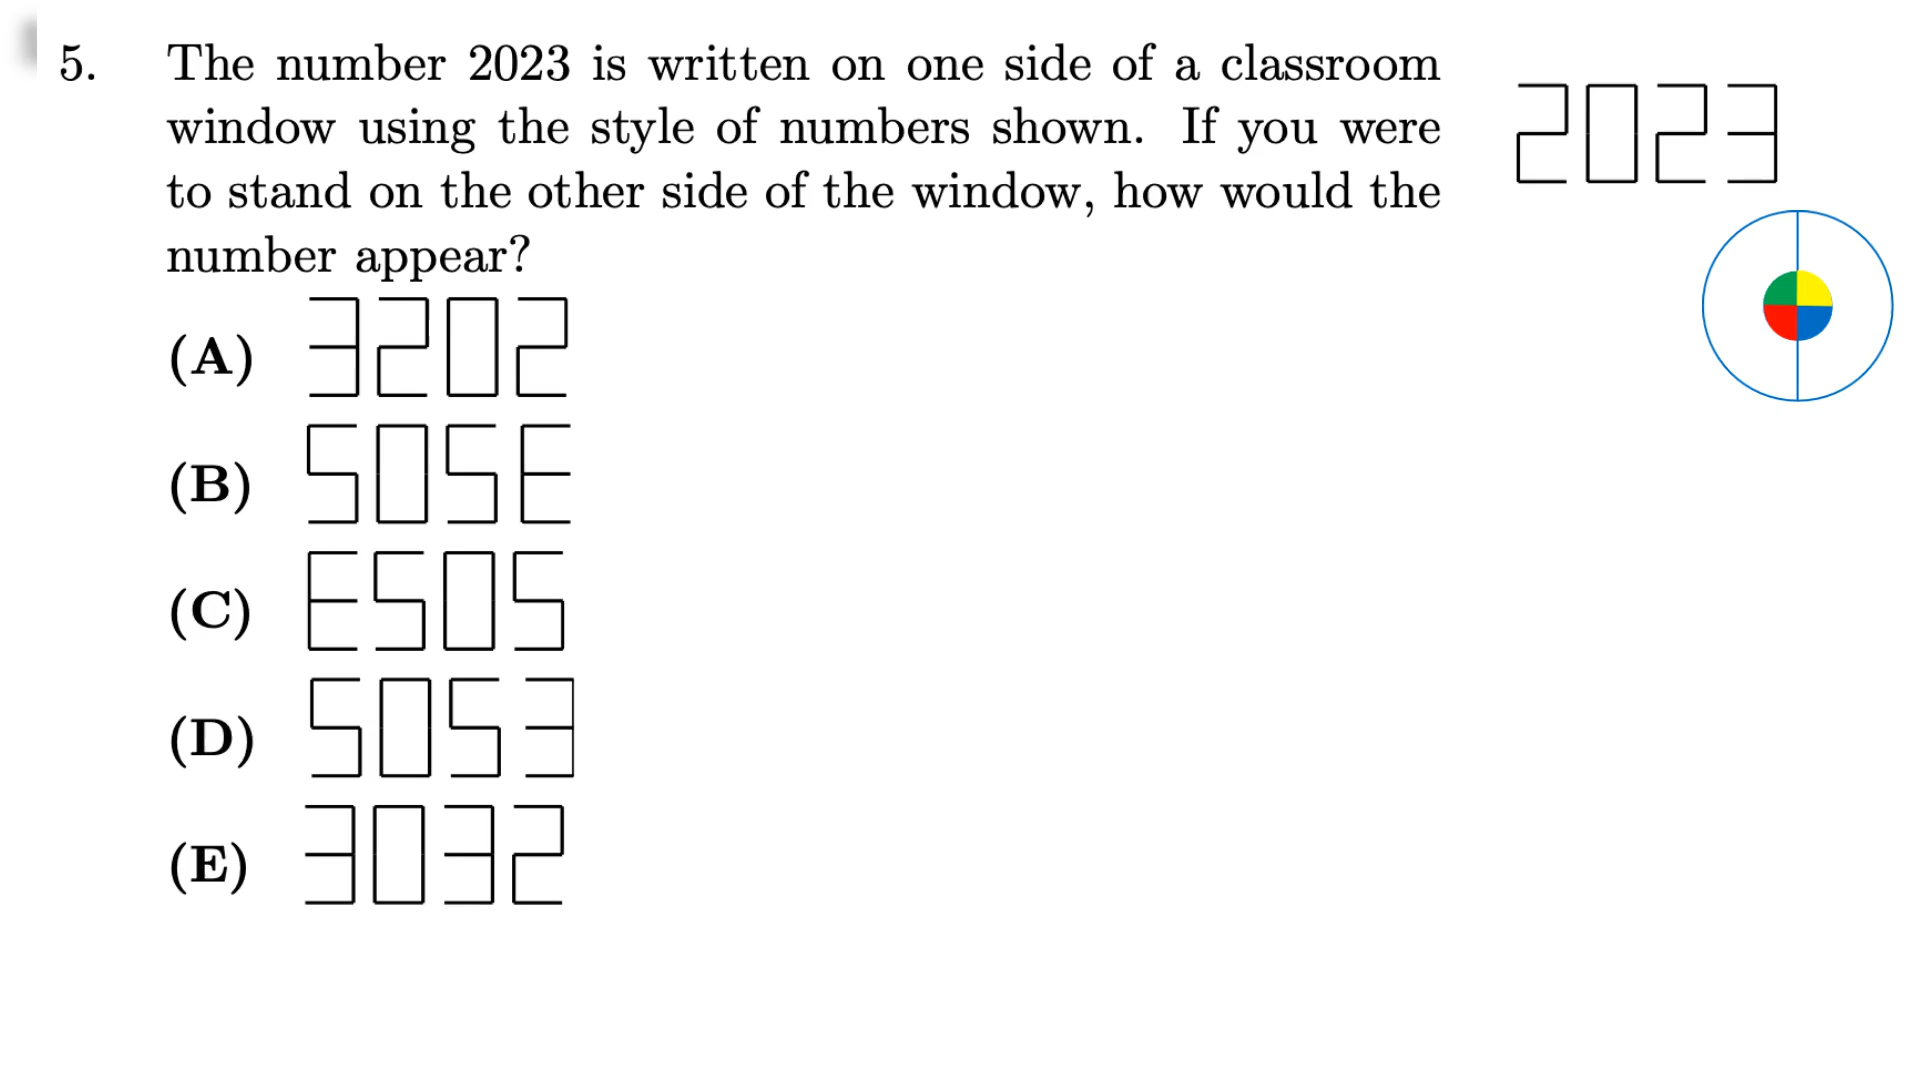 5. The number 2023 is written on one side of a classroom
window using the style of numbers shown. If you were
to stand on the other side of the window, how would the
number appear?
2023
(A) 3202
(B) 505E
(C) E505
(D) 5053
(E) 3032